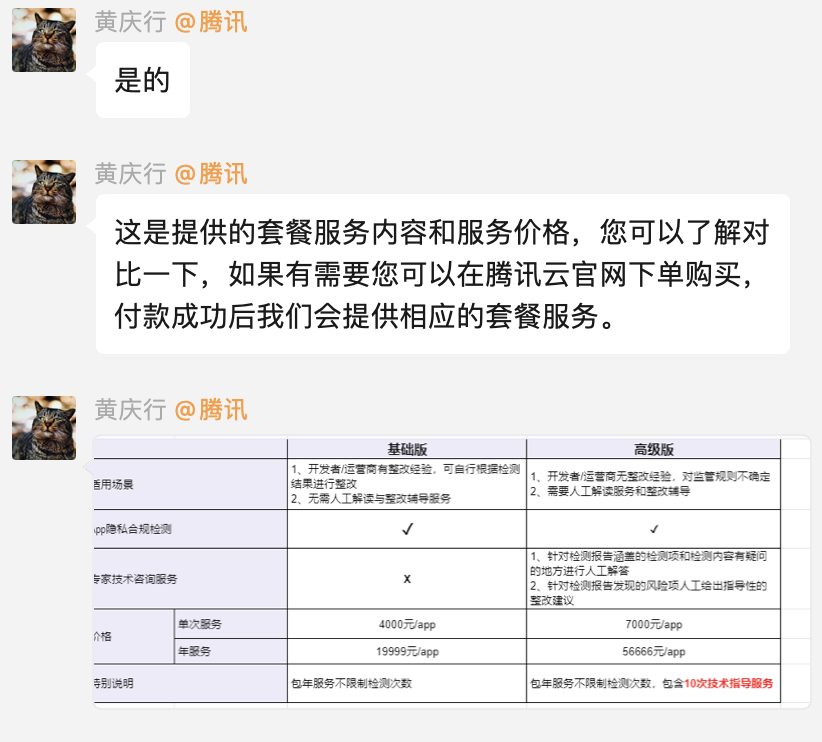 黄庆行 @腾讯
是的
黄庆行 @腾讯
这是提供的套餐服务内容和服务价格，您可以了解对
比一下，如果有需要您可以在腾讯云官网下单购买，
付款成功后我们会提供相应的套餐服务。
黄庆行 @腾讯
基础版 高级版
适用场景
1、开发者/运营商有整改经验，可自行根据检测
结果进行整改
2、无需人工解读与整改辅导服务
1、开发者/运营商无整改经验，对监管规则不确定
2、需要人工解读服务和整改辅导
App隐私合规检测 ✓ ✓
专家技术咨询服务 x
1、针对检测报告涵盖的检测项和检测内容有疑问
的地方进行人工解答
2、针对检测报告发现的风险项人工给出指导性的
整改建议
价格
单次服务 4000元/app 7000元/app
年服务 19999元/app 56666元/app
特别说明 包年服务不限制检测次数 包年服务不限制检测次数，包含10次技术指导服务